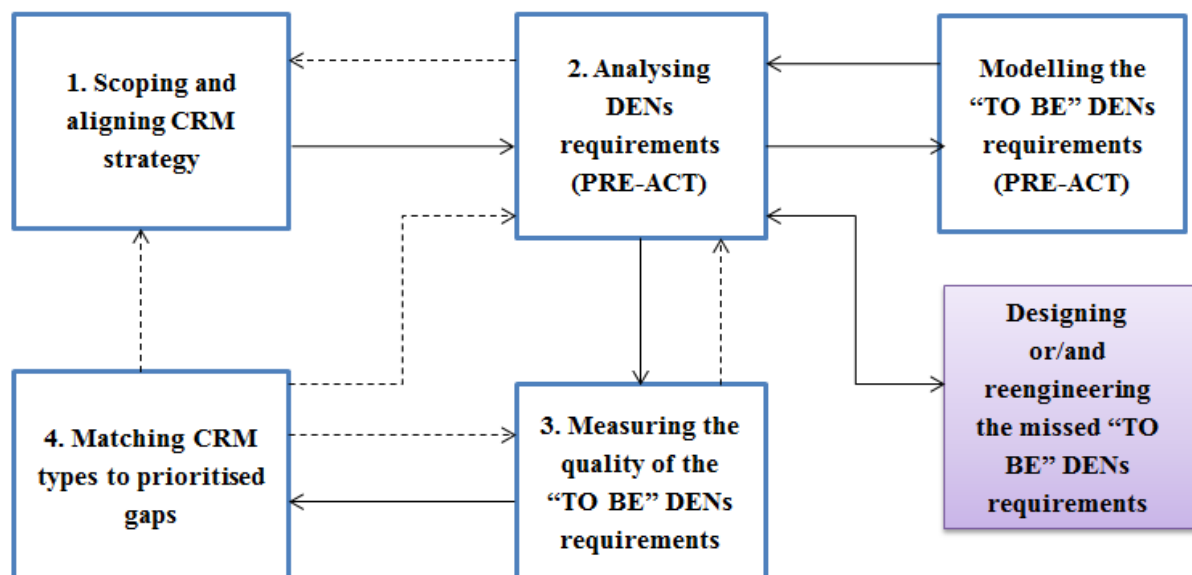 1. Scoping and
aligning CRM
strategy
2. Analysing
DENs
requirements
(PRE-ACT)
Modelling the
“TO BE” DENs
requirements
(PRE-ACT)
Designing
or/and
reengineering
the missed “TO
BE” DENs
requirements
4. Matching CRM
types to prioritised
gaps
3. Measuring the
quality of the
“TO BE” DENs
requirements